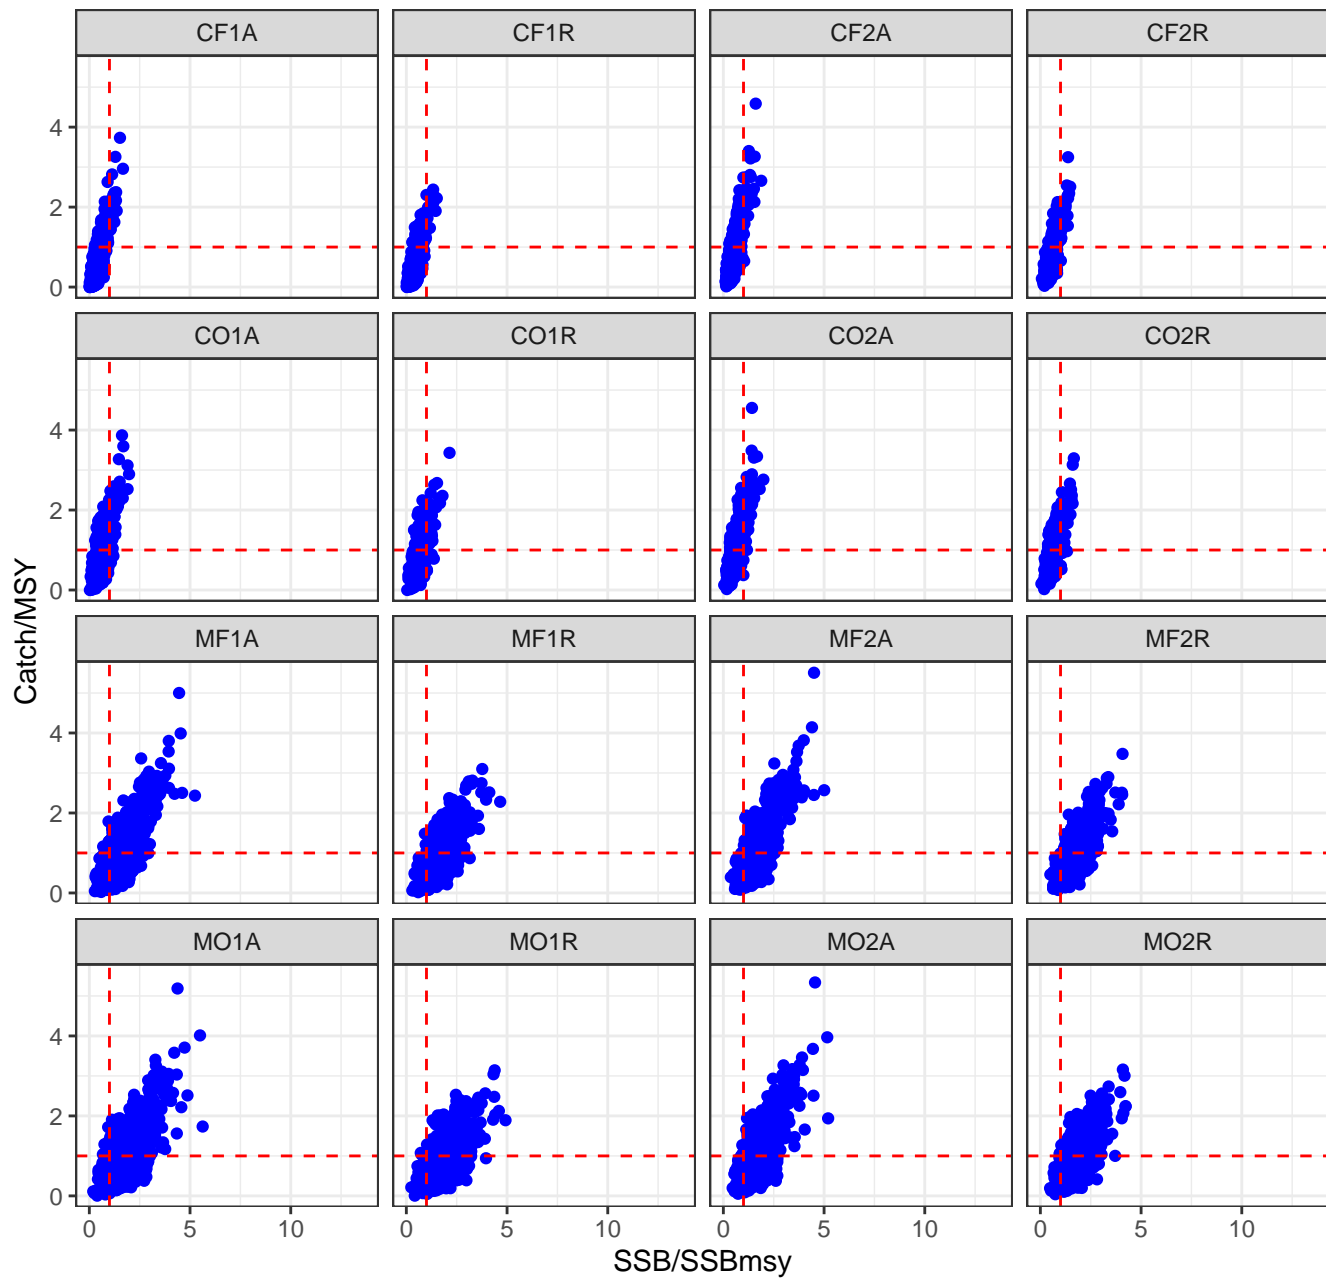 CF1A CF1R CF2A CF2R
4
2
0
CO1A CO1R CO2A CO2R
4
2
0
MF1A MF1R MF2A MF2R
4
2
0
MO1A MO1R MO2A MO2R
4
2
0
0 5 10 0 5 10 0 5 10 0 5 10
SSB/SSBmsy
Catch/MSY